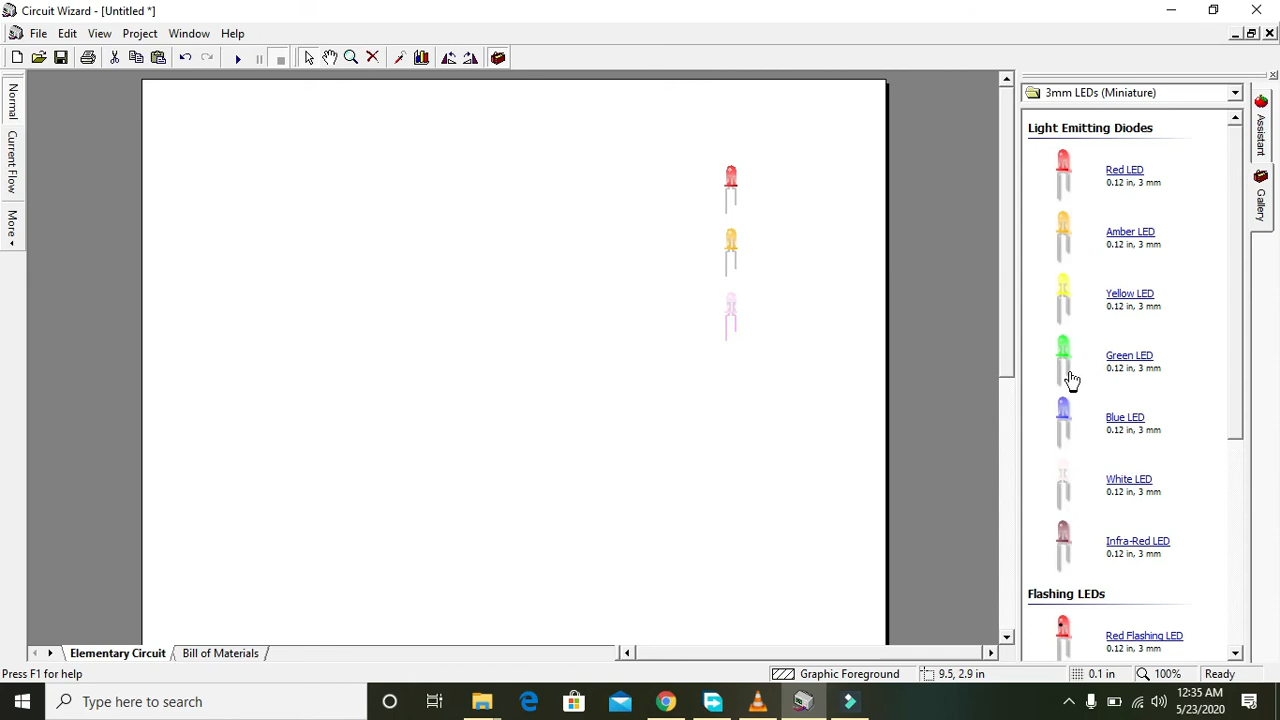 Circuit Wizard - [Untitled *]
File Edit View Project Window Help
Normal
Current Flow
More
3mm LEDs (Miniature)
Light Emitting Diodes
Red LED
0.12 in, 3 mm
Amber LED
0.12 in, 3 mm
Yellow LED
0.12 in, 3 mm
Green LED
0.12 in, 3 mm
Blue LED
0.12 in, 3 mm
White LED
0.12 in, 3 mm
Infra-Red LED
0.12 in, 3 mm
Flashing LEDs
Red Flashing LED
0.12 in, 3 mm
Assistant
Gallery
Elementary Circuit Bill of Materials
Press F1 for help Graphic Foreground 9.5, 2.9 in 0.1 in 100% Ready
Type here to search
12:35 AM
5/23/2020